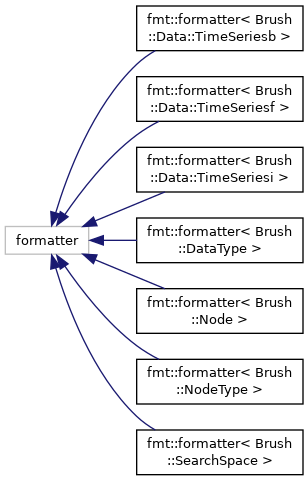 fmt::formatter< Brush
::Data::TimeSeriesb >
fmt::formatter< Brush
::Data::TimeSeriesf >
fmt::formatter< Brush
::Data::TimeSeriesi >
formatter
fmt::formatter< Brush
::DataType >
fmt::formatter< Brush
::Node >
fmt::formatter< Brush
::NodeType >
fmt::formatter< Brush
::SearchSpace >